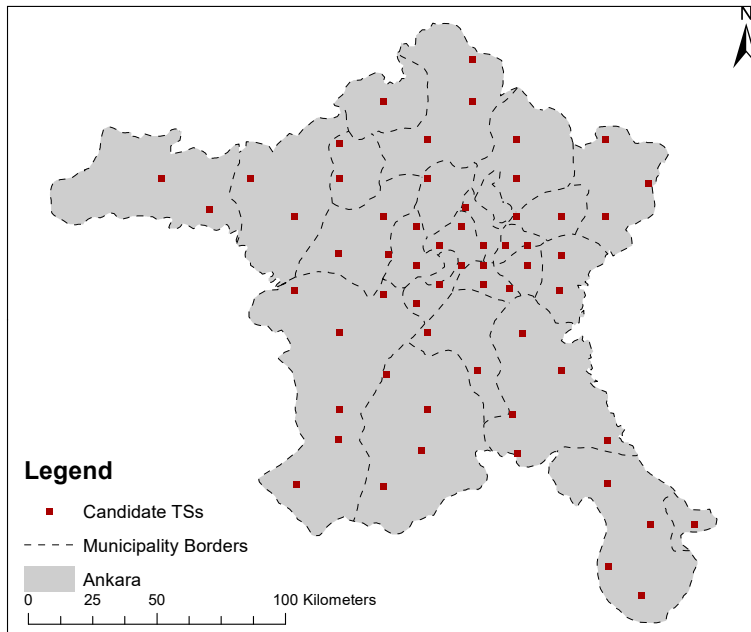 N
Legend
Candidate TSs
Municipality Borders
Ankara
0 25 50 100 Kilometers